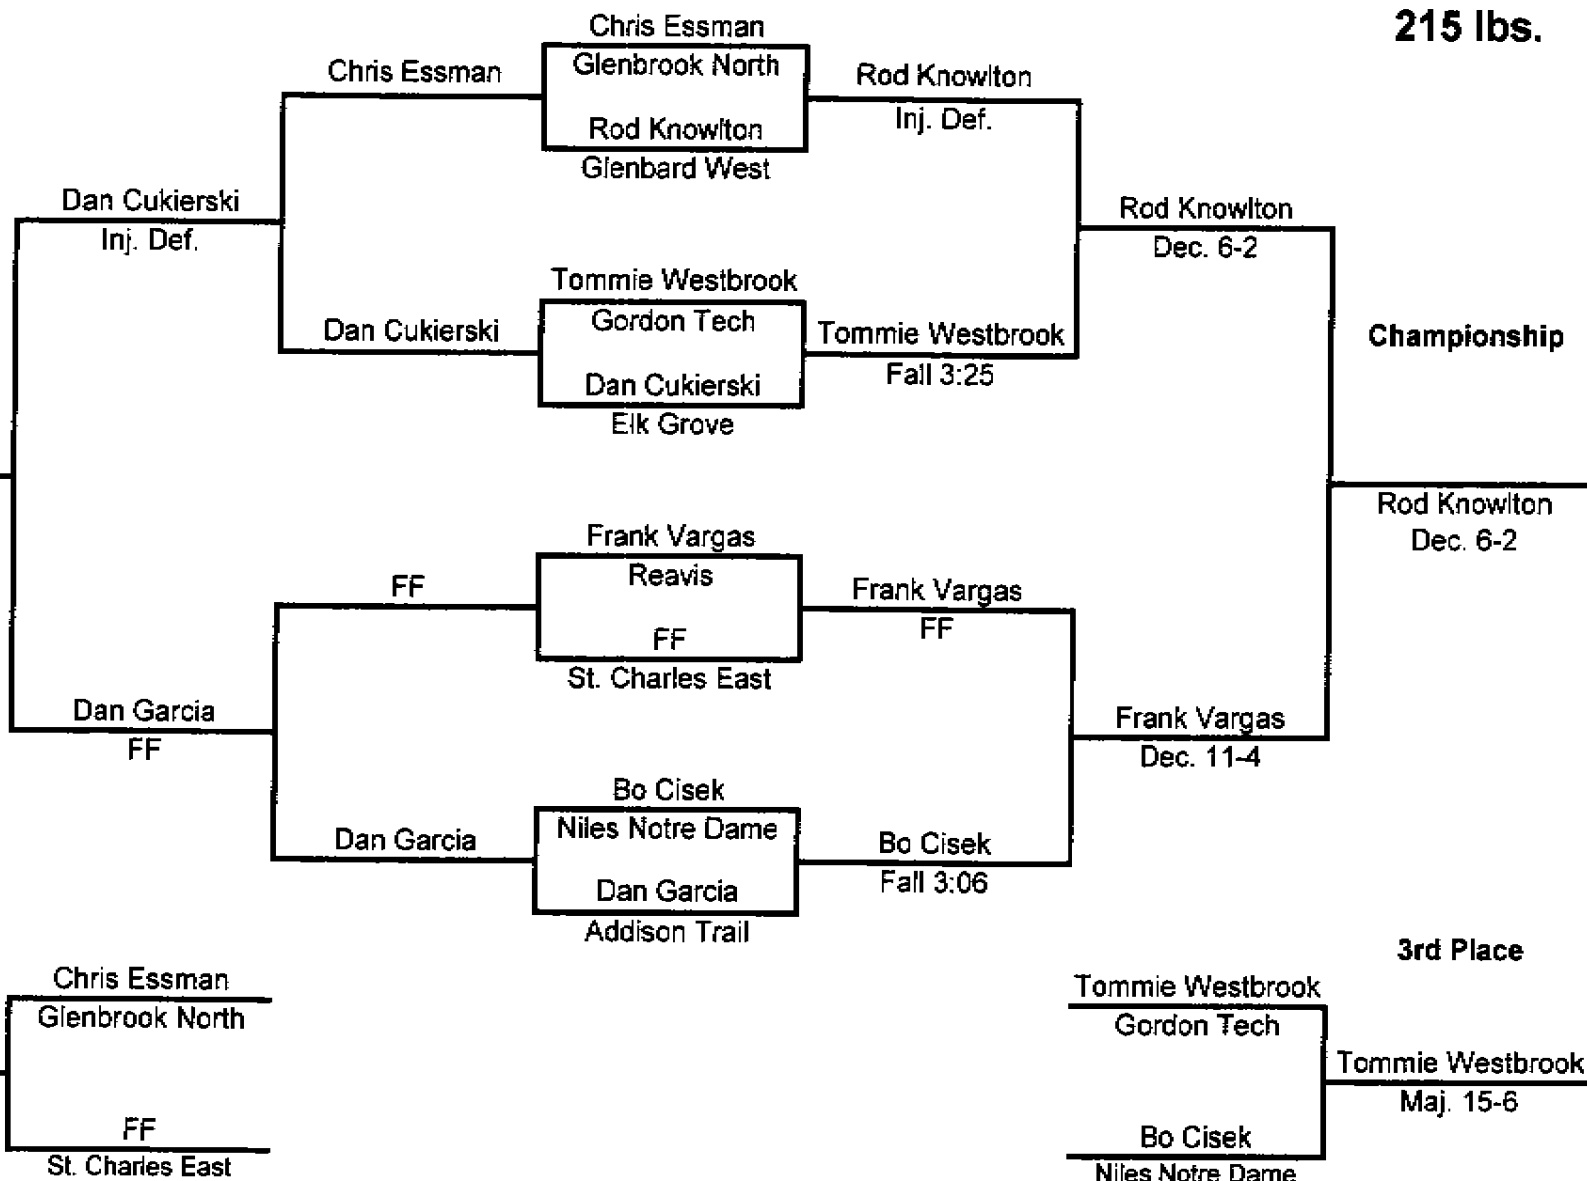 215 lbs.
Chris Essman
Glenbrook North
Rod Knowlton
Glenbard West
Chris Essman
Rod Knowlton
Inj. Def.
Dan Cukierski
Inj. Def.
Rod Knowlton
Dec. 6-2
Tommie Westbrook
Gordon Tech
Dan Cukierski
Elk Grove
Dan Cukierski
Tommie Westbrook
Fall 3:25
Championship
Rod Knowlton
Dec. 6-2
Frank Vargas
Reavis
FF
St. Charles East
FF
Frank Vargas
FF
Dan Garcia
FF
Frank Vargas
Dec. 11-4
Bo Cisek
Niles Notre Dame
Dan Garcia
Addison Trail
Dan Garcia
Bo Cisek
Fall 3:06
Chris Essman
Glenbrook North
FF
St. Charles East
3rd Place
Tommie Westbrook
Gordon Tech
Tommie Westbrook
Maj. 15-6
Bo Cisek
Niles Notre Dame